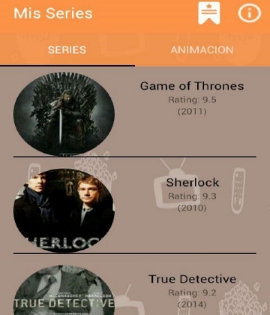 Mis Series
SERIES
ANIMACION
Game of Thrones
Rating: 9.5
(2011)
Sherlock
Rating: 9.3
(2010)
HERLOC
True Detective
Rating: 9.2
(2014)
TRUE DETECTIVE